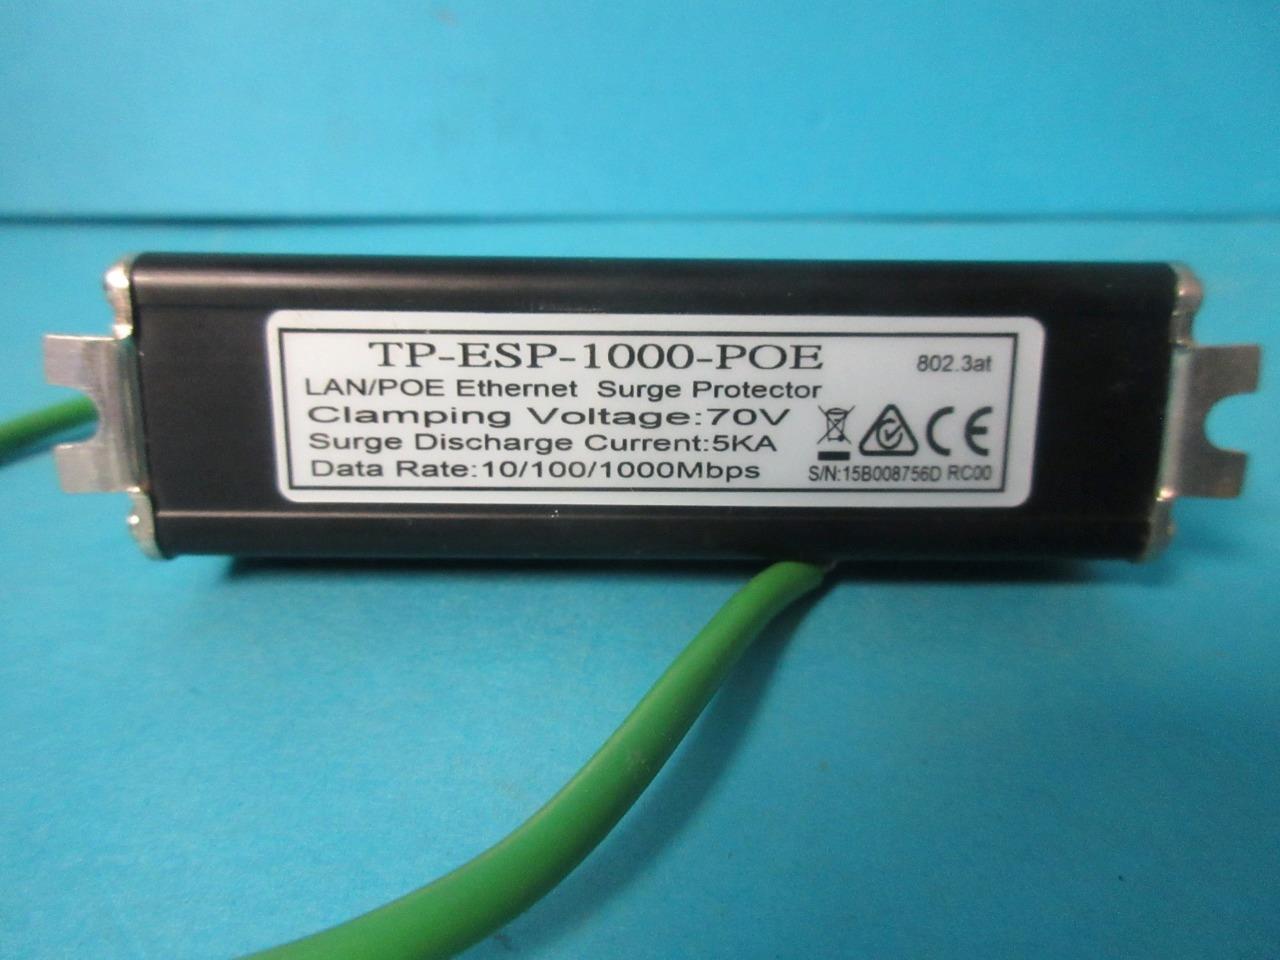 TP-ESP-1000-POE
802.3at
LAN/POE Ethernet Surge Protector
Clamping Voltage:70V
Surge Discharge Current:5KA
CE
Data Rate:10/100/1000Mbps
S/N:15B008756D RC00